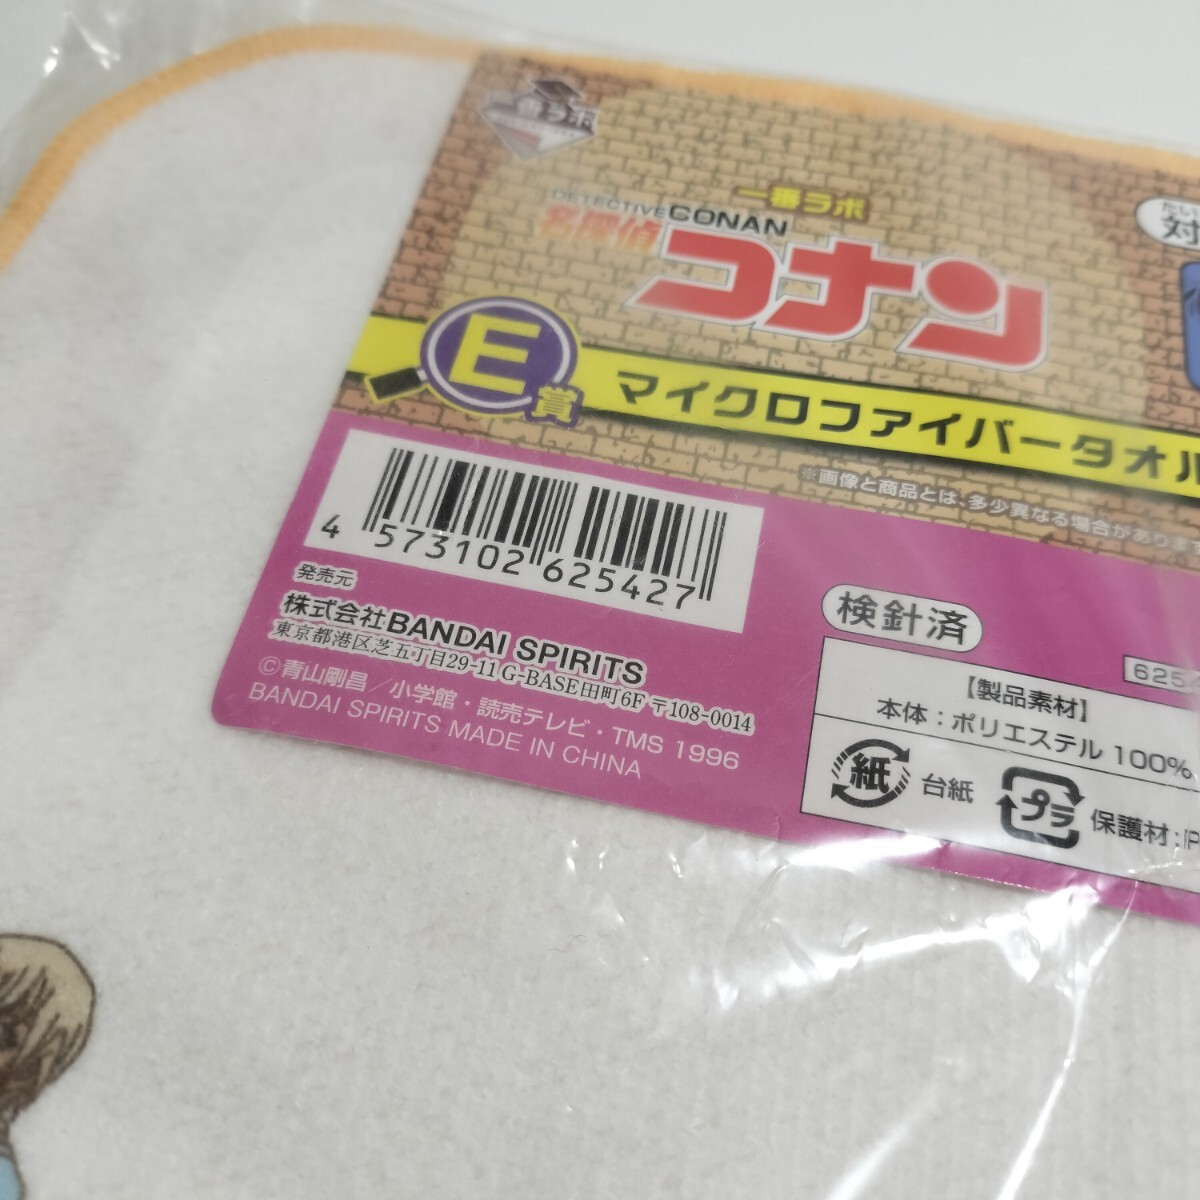 一番ラボ
一番ラボ
DETECTIVE CONAN
名探偵
コナン
対
E賞
マイクロファイバータオル
※画像と商品とは、多少異なる場合がありま
4 573102 625427
発売元
株式会社BANDAI SPIRITS
東京都港区芝五丁目29-11 G-BASE田町6F 〒108-0014
©青山剛昌／小学館・読売テレビ・TMS 1996
BANDAI SPIRITS MADE IN CHINA
検針済
6254
【製品素材】
本体：ポリエステル 100%
紙 台紙
プラ 保護材：